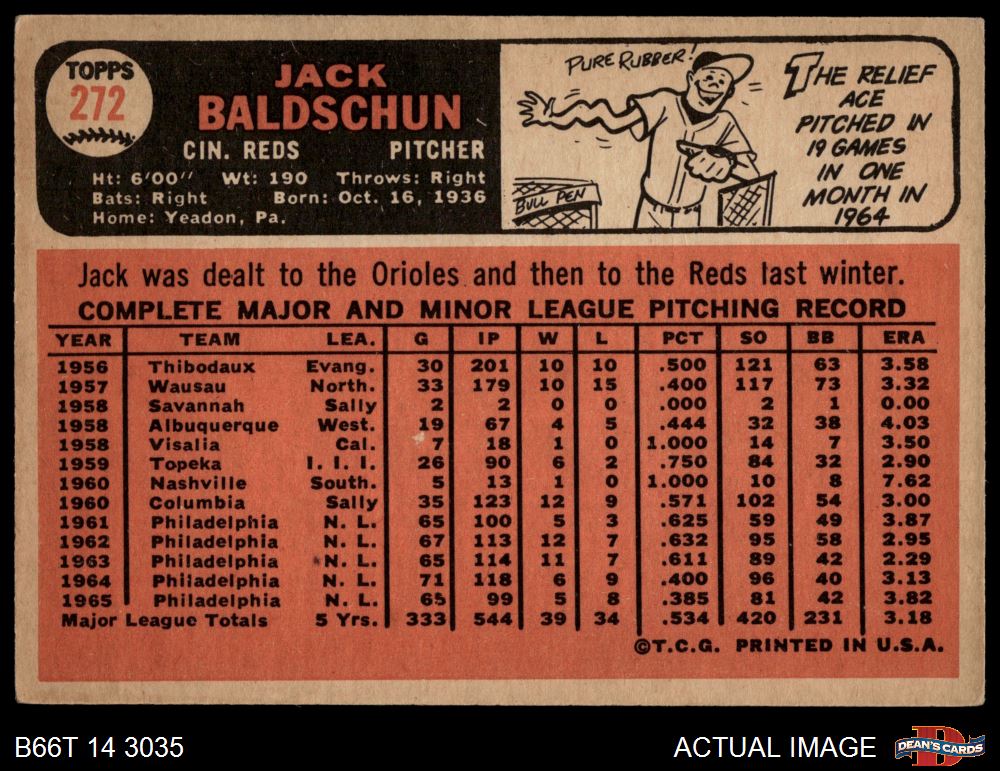 TOPPS
272
JACK
BALDSCHUN
CIN. REDS PITCHER
Ht: 6'00" Wt: 190 Throws: Right
Bats: Right Born: Oct. 16, 1936
Home: Yeadon, Pa.
PURE RUBBER!
BULL PEN
THE RELIEF
ACE
PITCHED IN
19 GAMES
IN ONE
MONTH IN
1964
Jack was dealt to the Orioles and then to the Reds last winter.
COMPLETE MAJOR AND MINOR LEAGUE PITCHING RECORD
YEAR TEAM LEA. G IP W L PCT SO BB ERA
1956 Thibodaux Evang. 30 201 10 10 .500 121 63 3.58
1957 Wausau North. 33 179 10 15 .400 117 73 3.32
1958 Savannah Sally 2 2 0 0 .000 2 1 0.00
1958 Albuquerque West. 19 67 4 5 .444 32 38 4.03
1958 Visalia Cal. 7 18 1 0 1.000 14 7 3.50
1959 Topeka I. I. I. 26 90 6 2 .750 84 32 2.90
1960 Nashville South. 5 13 1 0 1.000 10 8 7.62
1960 Columbia Sally 35 123 12 9 .571 102 54 3.00
1961 Philadelphia N. L. 65 100 5 3 .625 59 49 3.87
1962 Philadelphia N. L. 67 113 12 7 .632 95 58 2.95
1963 Philadelphia N. L. 65 114 11 7 .611 89 42 2.29
1964 Philadelphia N. L. 71 118 6 9 .400 96 40 3.13
1965 Philadelphia N. L. 65 99 5 8 .385 81 42 3.82
Major League Totals 5 Yrs. 333 544 39 34 .534 420 231 3.18
©T.C.G. PRINTED IN U.S.A.
B66T 14 3035
ACTUAL IMAGE
DEAN'S CARDS